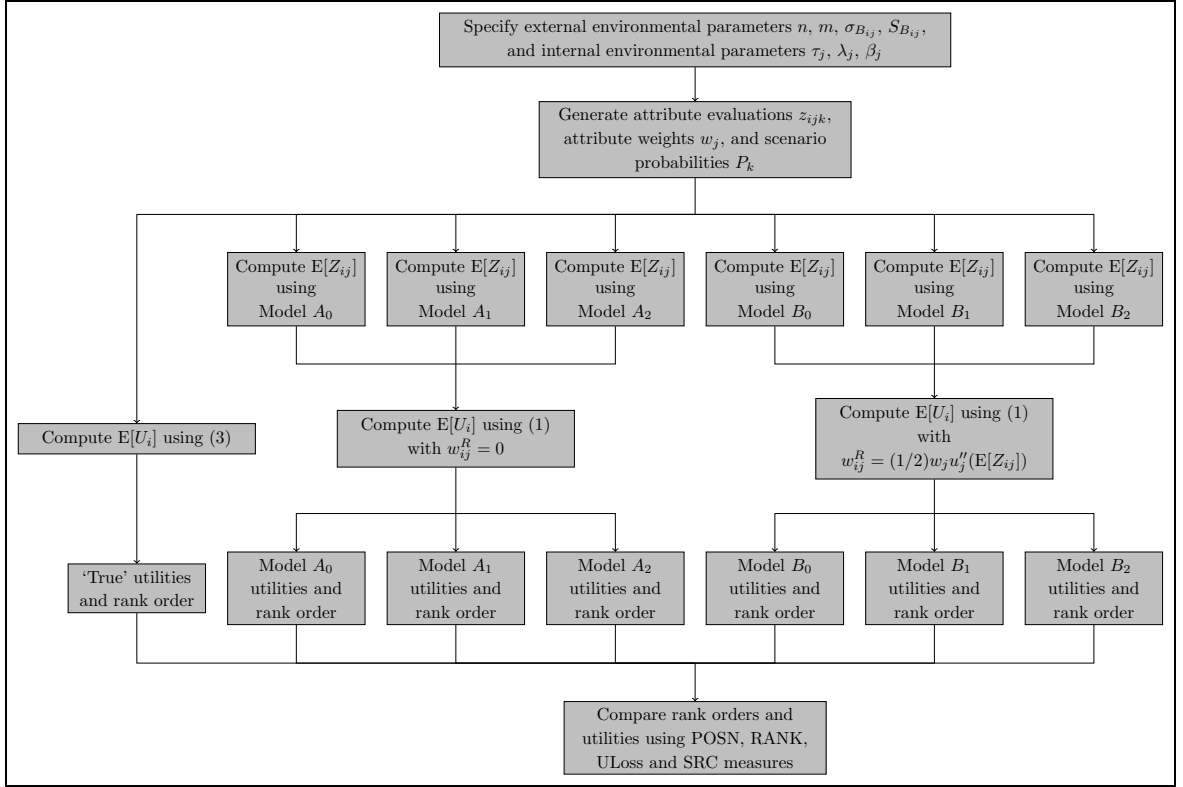 Specify external environmental parameters n, m, σ_{B_{ij}}, S_{B_{ij}},
and internal environmental parameters τ_j, λ_j, β_j
Generate attribute evaluations z_{ijk},
attribute weights w_j, and scenario
probabilities P_k
Compute E[Z_{ij}]
using
Model A_0
Compute E[Z_{ij}]
using
Model A_1
Compute E[Z_{ij}]
using
Model A_2
Compute E[Z_{ij}]
using
Model B_0
Compute E[Z_{ij}]
using
Model B_1
Compute E[Z_{ij}]
using
Model B_2
Compute E[U_i] using (3)
Compute E[U_i] using (1)
with w^R_{ij} = 0
Compute E[U_i] using (1)
with
w^R_{ij} = (1/2)w_j u''_j(E[Z_{ij}])
‘True’ utilities
and rank order
Model A_0
utilities and
rank order
Model A_1
utilities and
rank order
Model A_2
utilities and
rank order
Model B_0
utilities and
rank order
Model B_1
utilities and
rank order
Model B_2
utilities and
rank order
Compare rank orders and
utilities using POSN, RANK,
ULoss and SRC measures